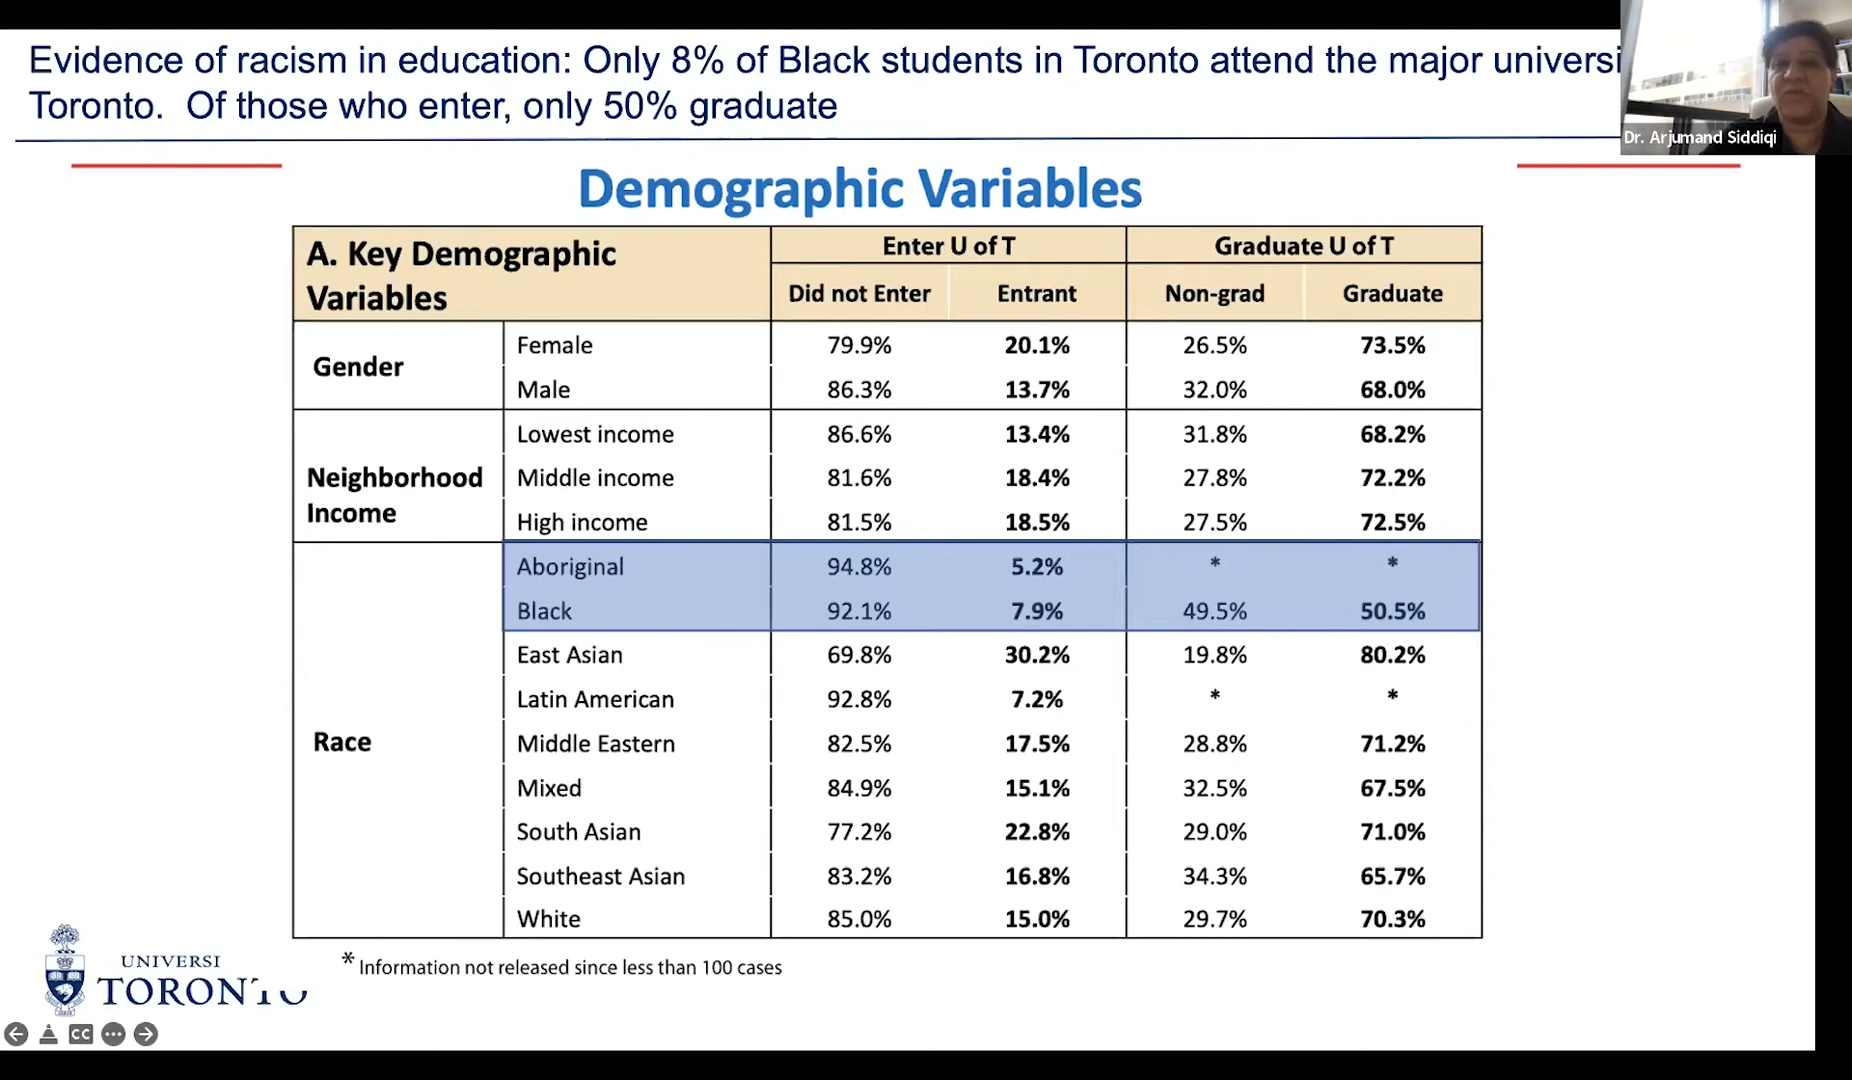 Evidence of racism in education: Only 8% of Black students in Toronto attend the major universi
Toronto. Of those who enter, only 50% graduate
Dr. Arjumand Siddiqi
Demographic Variables
A. Key Demographic Variables | Enter U of T | Graduate U of T
Did not Enter | Entrant | Non-grad | Graduate
Gender
Female 79.9% 20.1% 26.5% 73.5%
Male 86.3% 13.7% 32.0% 68.0%
Neighborhood Income
Lowest income 86.6% 13.4% 31.8% 68.2%
Middle income 81.6% 18.4% 27.8% 72.2%
High income 81.5% 18.5% 27.5% 72.5%
Race
Aboriginal 94.8% 5.2% * *
Black 92.1% 7.9% 49.5% 50.5%
East Asian 69.8% 30.2% 19.8% 80.2%
Latin American 92.8% 7.2% * *
Middle Eastern 82.5% 17.5% 28.8% 71.2%
Mixed 84.9% 15.1% 32.5% 67.5%
South Asian 77.2% 22.8% 29.0% 71.0%
Southeast Asian 83.2% 16.8% 34.3% 65.7%
White 85.0% 15.0% 29.7% 70.3%
* Information not released since less than 100 cases
UNIVERSI
TORONTO
CC